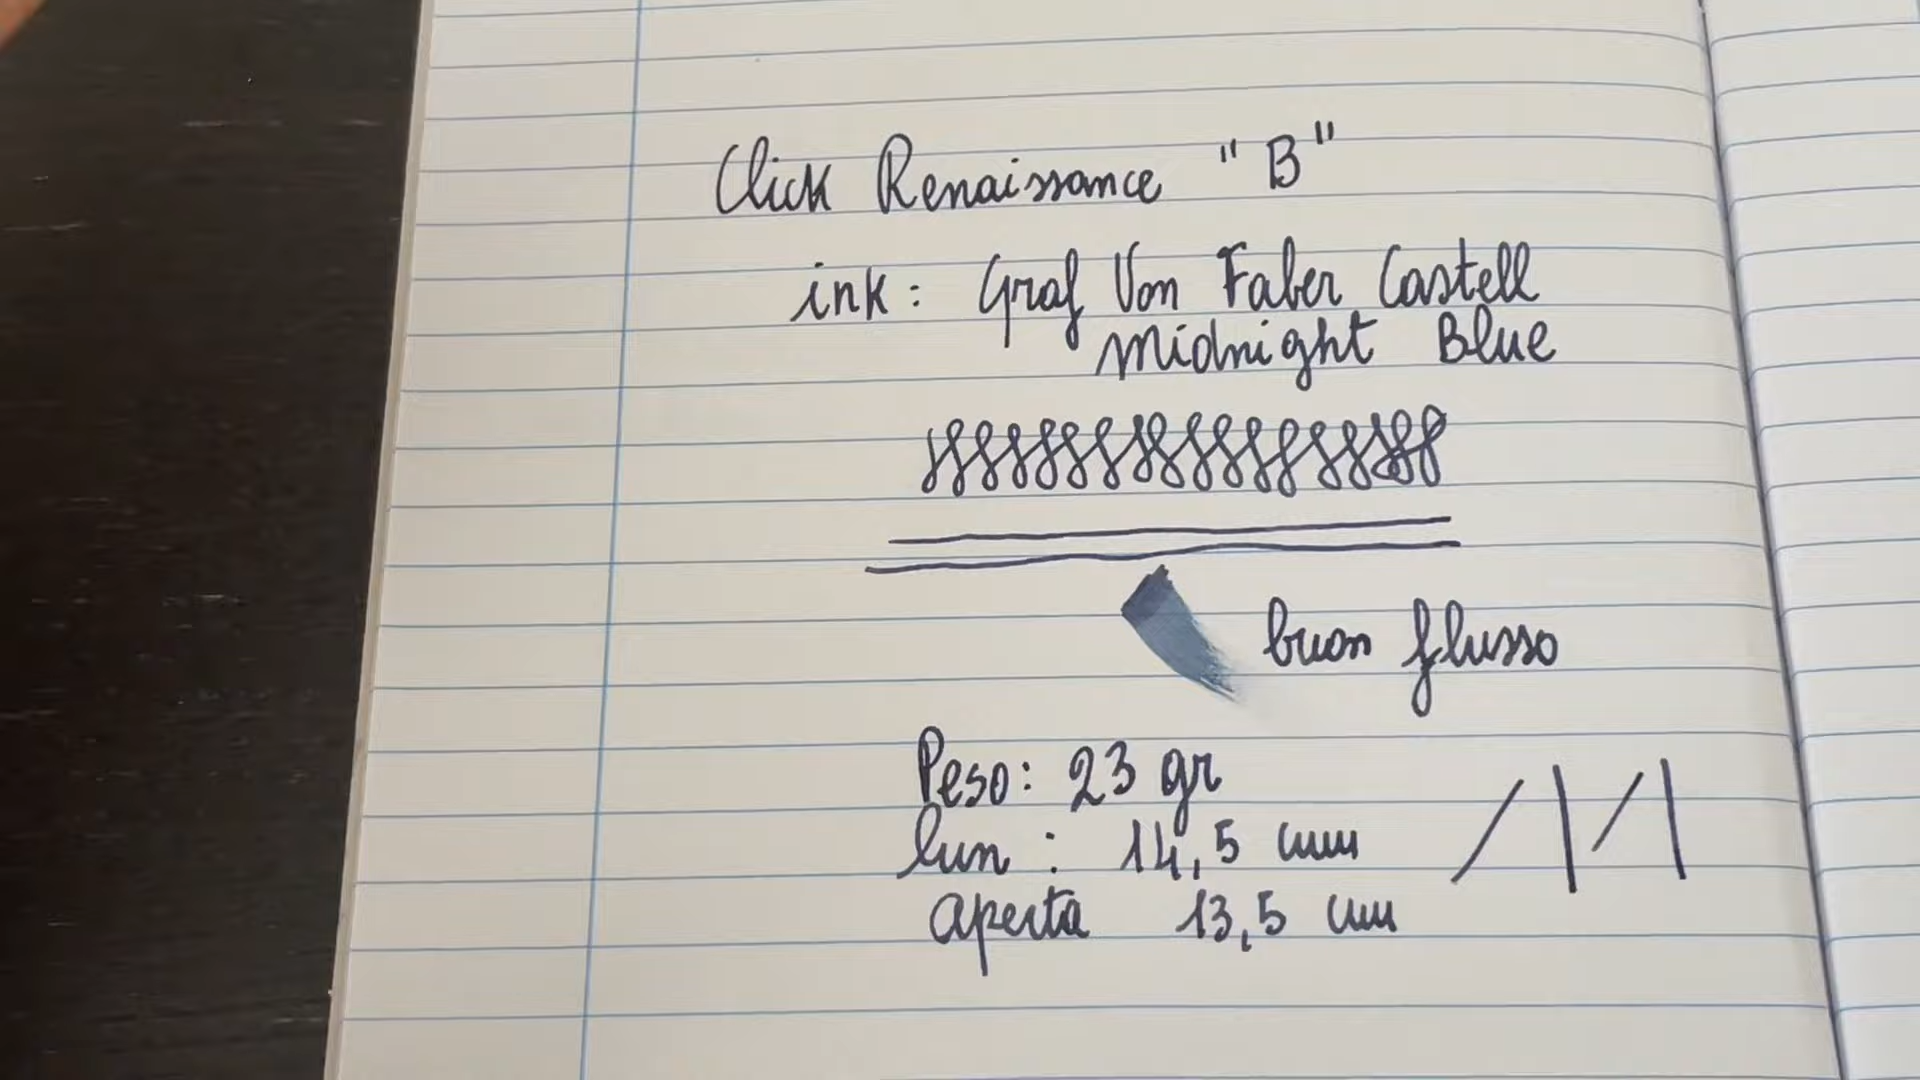 Click Renaissance "B"
ink: Graf Von Faber Castell
Midnight Blue
buon flusso
Peso: 23 gr
lun: 14,5 cm
aperta 13,5 cm